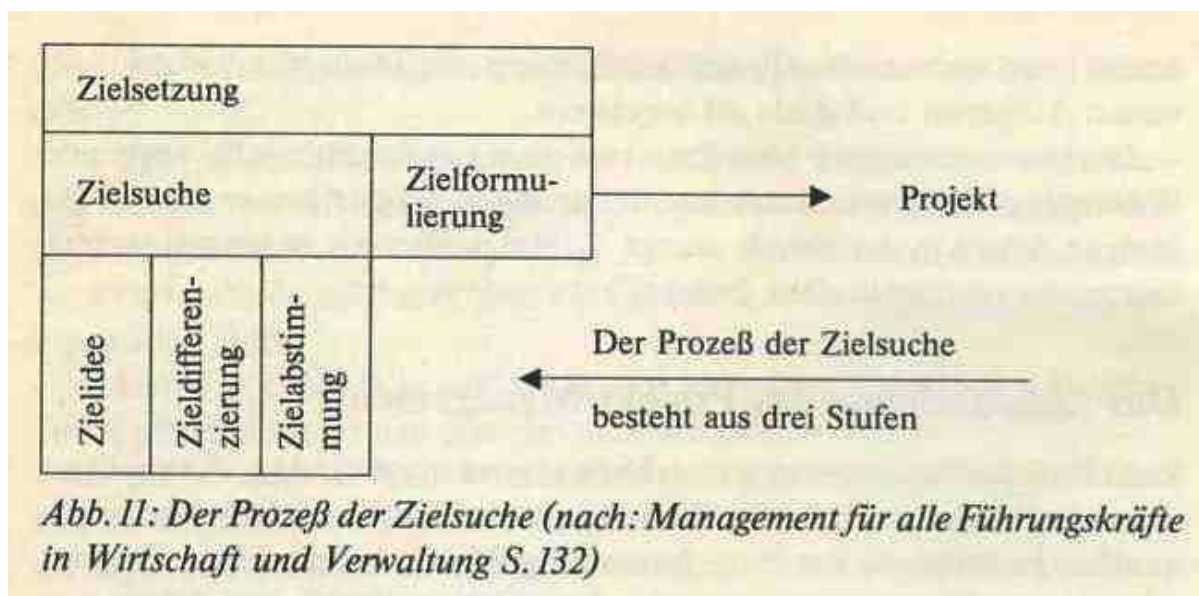 Zielsetzung
Zielsuche
Zielformu-
lierung
Projekt
Zielidee
Zieldifferen-
zierung
Zielabstim-
mung
Der Prozeß der Zielsuche
besteht aus drei Stufen
Abb. 11: Der Prozeß der Zielsuche (nach: Management für alle Führungskräfte
in Wirtschaft und Verwaltung S. 132)